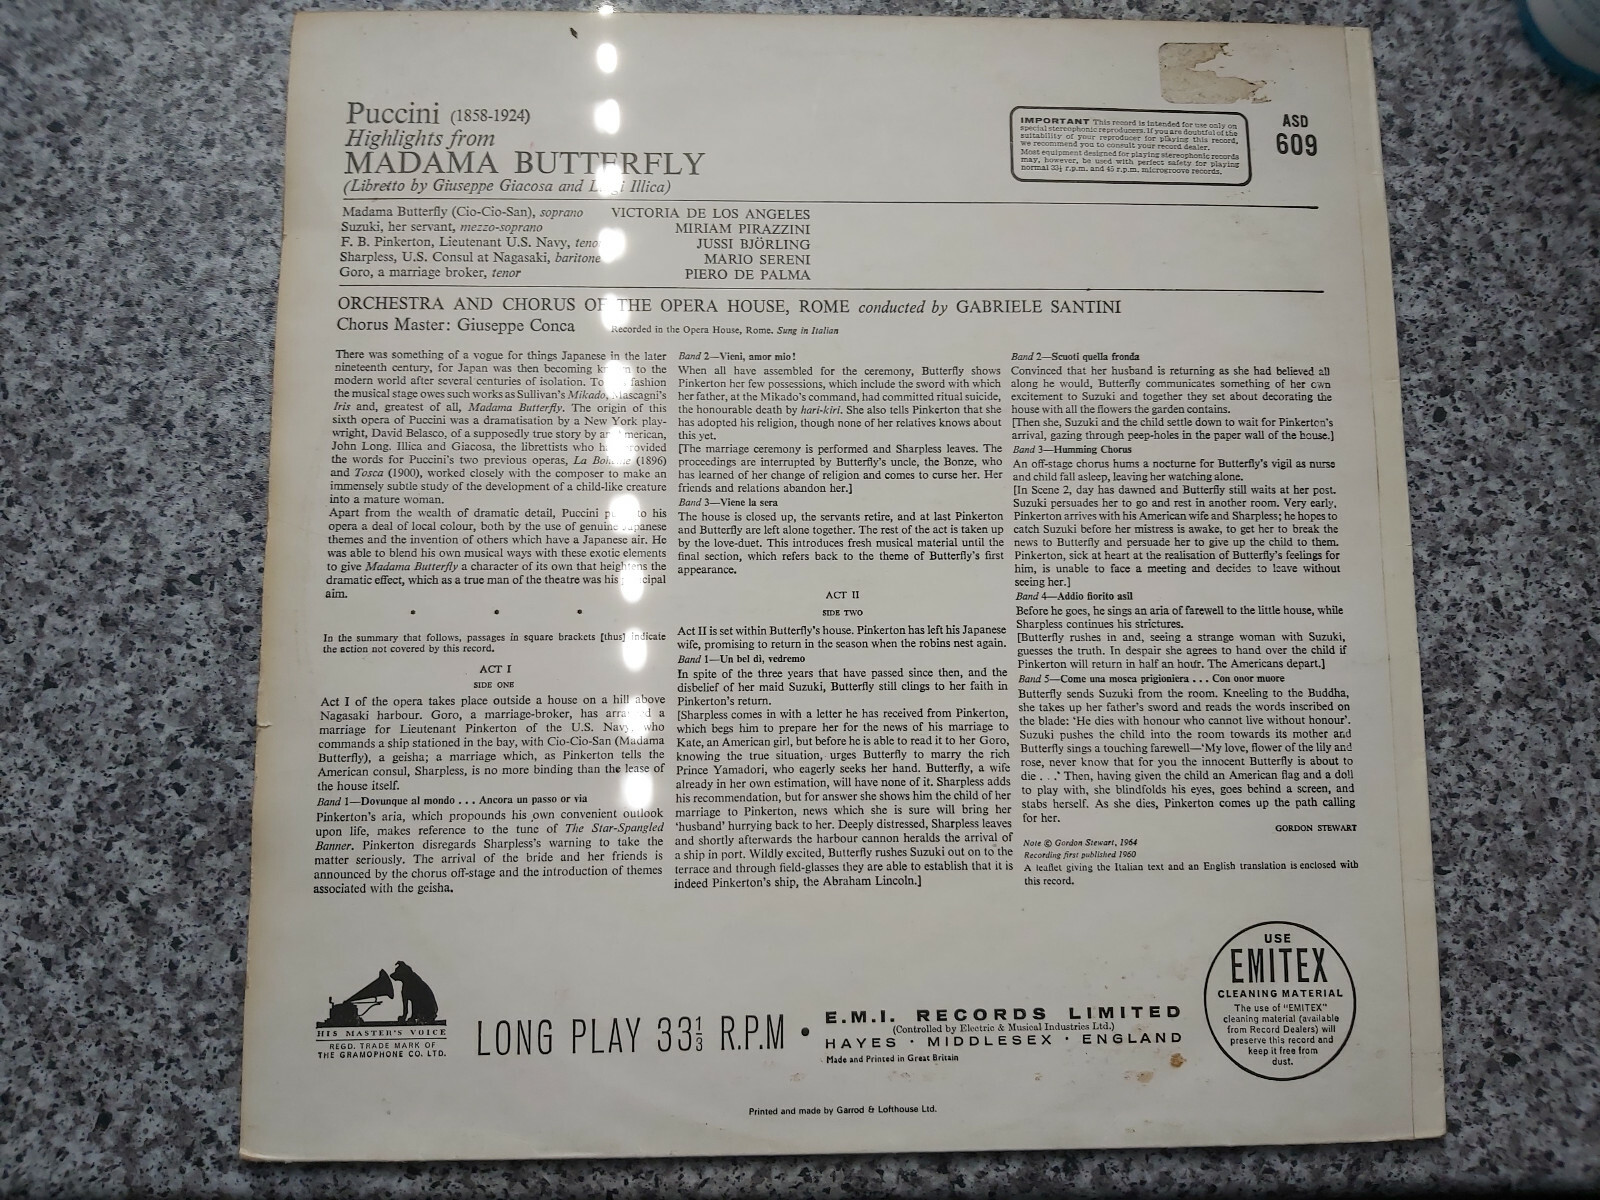 Puccini (1858-1924)
Highlights from
MADAMA BUTTERFLY
(Libretto by Giuseppe Giacosa and Illica)
IMPORTANT This record is intended for use only on
special stereophonic reproducers. If you are doubtful of the
suitability of your reproducer for playing this record,
we recommend you to consult your record dealer.
Most equipment designed for playing stereophonic records
may, however, be used with perfect safety for playing
normal 33⅓ r.p.m. and 45 r.p.m. microgroove records.
ASD
609
Madama Butterfly (Cio-Cio-San), soprano VICTORIA DE LOS ANGELES
Suzuki, her servant, mezzo-soprano MIRIAM PIRAZZINI
F. B. Pinkerton, Lieutenant U.S. Navy, tenor JUSSI BJÖRLING
Sharpless, U.S. Consul at Nagasaki, baritone MARIO SERENI
Goro, a marriage broker, tenor PIERO DE PALMA
ORCHESTRA AND CHORUS OF THE OPERA HOUSE, ROME conducted by GABRIELE SANTINI
Chorus Master: Giuseppe Conca Recorded in the Opera House, Rome. Sung in Italian
There was something of a vogue for things Japanese in the later
nineteenth century, for Japan was then becoming known to the
modern world after several centuries of isolation. To fashion
the musical stage owes such works as Sullivan's Mikado, Mascagni's
Iris and, greatest of all, Madama Butterfly. The origin of this
sixth opera of Puccini was a dramatisation by a New York play-
wright, David Belasco, of a supposedly true story by an American,
John Long. Illica and Giacosa, the librettists who had provided
the words for Puccini's two previous operas, La Bohème (1896)
and Tosca (1900), worked closely with the composer to make an
immensely subtle study of the development of a child-like creature
into a mature woman.
Apart from the wealth of dramatic detail, Puccini to his
opera a deal of local colour, both by the use of genuine Japanese
themes and the invention of others which have a Japanese air. He
was able to blend his own musical ways with these exotic elements
to give Madama Butterfly a character of its own that heightens the
dramatic effect, which as a true man of the theatre was his principal
aim.
• • •
In the summary that follows, passages in square brackets [thus] indicate
the action not covered by this record.
ACT I
SIDE ONE
Act I of the opera takes place outside a house on a hill above
Nagasaki harbour. Goro, a marriage-broker, has arranged a
marriage for Lieutenant Pinkerton of the U.S. Navy, who
commands a ship stationed in the bay, with Cio-Cio-San (Madama
Butterfly), a geisha; a marriage which, as Pinkerton tells the
American consul, Sharpless, is no more binding than the lease of
the house itself.
Band 1—Dovunque al mondo . . . Ancora un passo or via
Pinkerton's aria, which propounds his own convenient outlook
upon life, makes reference to the tune of The Star-Spangled
Banner. Pinkerton disregards Sharpless's warning to take the
matter seriously. The arrival of the bride and her friends is
announced by the chorus off-stage and the introduction of themes
associated with the geisha.
Band 2—Vieni, amor mio!
When all have assembled for the ceremony, Butterfly shows
Pinkerton her few possessions, which include the sword with which
her father, at the Mikado's command, had committed ritual suicide,
the honourable death by hari-kiri. She also tells Pinkerton that she
has adopted his religion, though none of her relatives knows about
this yet.
[The marriage ceremony is performed and Sharpless leaves. The
proceedings are interrupted by Butterfly's uncle, the Bonze, who
has learned of her change of religion and comes to curse her. Her
friends and relations abandon her.]
Band 3—Viene la sera
The house is closed up, the servants retire, and at last Pinkerton
and Butterfly are left alone together. The rest of the act is taken up
by the love-duet. This introduces fresh musical material until the
final section, which refers back to the theme of Butterfly's first
appearance.
ACT II
SIDE TWO
Act II is set within Butterfly's house. Pinkerton has left his Japanese
wife, promising to return in the season when the robins nest again.
Band 1—Un bel dì, vedremo
In spite of the three years that have passed since then, and the
disbelief of her maid Suzuki, Butterfly still clings to her faith in
Pinkerton's return.
[Sharpless comes in with a letter he has received from Pinkerton,
which begs him to prepare her for the news of his marriage to
Kate, an American girl, but before he is able to read it to her Goro,
knowing the true situation, urges Butterfly to marry the rich
Prince Yamadori, who eagerly seeks her hand. Butterfly, a wife
already in her own estimation, will have none of it. Sharpless adds
his recommendation, but for answer she shows him the child of her
marriage to Pinkerton, news which she is sure will bring her
'husband' hurrying back to her. Deeply distressed, Sharpless leaves
and shortly afterwards the harbour cannon heralds the arrival of
a ship in port. Wildly excited, Butterfly rushes Suzuki out on to the
terrace and through field-glasses they are able to establish that it is
indeed Pinkerton's ship, the Abraham Lincoln.]
Band 2—Scuoti quella fronda
Convinced that her husband is returning as she had believed all
along he would, Butterfly communicates something of her own
excitement to Suzuki and together they set about decorating the
house with all the flowers the garden contains.
[Then she, Suzuki and the child settle down to wait for Pinkerton's
arrival, gazing through peep-holes in the paper wall of the house.]
Band 3—Humming Chorus
An off-stage chorus hums a nocturne for Butterfly's vigil as nurse
and child fall asleep, leaving her watching alone.
[In Scene 2, day has dawned and Butterfly still waits at her post.
Suzuki persuades her to go and rest in another room. Very early,
Pinkerton arrives with his American wife and Sharpless; he hopes to
catch Suzuki before her mistress is awake, to get her to break the
news to Butterfly and persuade her to give up the child to them.
Pinkerton, sick at heart at the realisation of Butterfly's feelings for
him, is unable to face a meeting and decides to leave without
seeing her.]
Band 4—Addio fiorito asil
Before he goes, he sings an aria of farewell to the little house, while
Sharpless continues his strictures.
[Butterfly rushes in and, seeing a strange woman with Suzuki,
guesses the truth. In despair she agrees to hand over the child if
Pinkerton will return in half an hour. The Americans depart.]
Band 5—Come una mosca prigioniera . . . Con onor muore
Butterfly sends Suzuki from the room. Kneeling to the Buddha,
she takes up her father's sword and reads the words inscribed on
the blade: 'He dies with honour who cannot live without honour'.
Suzuki pushes the child into the room towards its mother and
Butterfly sings a touching farewell—'My love, flower of the lily and
rose, never know that for you the innocent Butterfly is about to
die . . .' Then, having given the child an American flag and a doll
to play with, she blindfolds his eyes, goes behind a screen, and
stabs herself. As she dies, Pinkerton comes up the path calling
for her.
GORDON STEWART
Note © Gordon Stewart, 1964
Recording first published 1960
A leaflet giving the Italian text and an English translation is enclosed with
this record.
HIS MASTER'S VOICE
REGD. TRADE MARK OF
THE GRAMOPHONE CO. LTD.
LONG PLAY 33⅓ R.P.M •
E.M.I. RECORDS LIMITED
(Controlled by Electric & Musical Industries Ltd.)
HAYES · MIDDLESEX · ENGLAND
Made and Printed in Great Britain
USE
EMITEX
CLEANING MATERIAL
The use of "EMITEX"
cleaning material (available
from Record Dealers) will
preserve this record and
keep it free from
dust.
Printed and made by Garrod & Lofthouse Ltd.